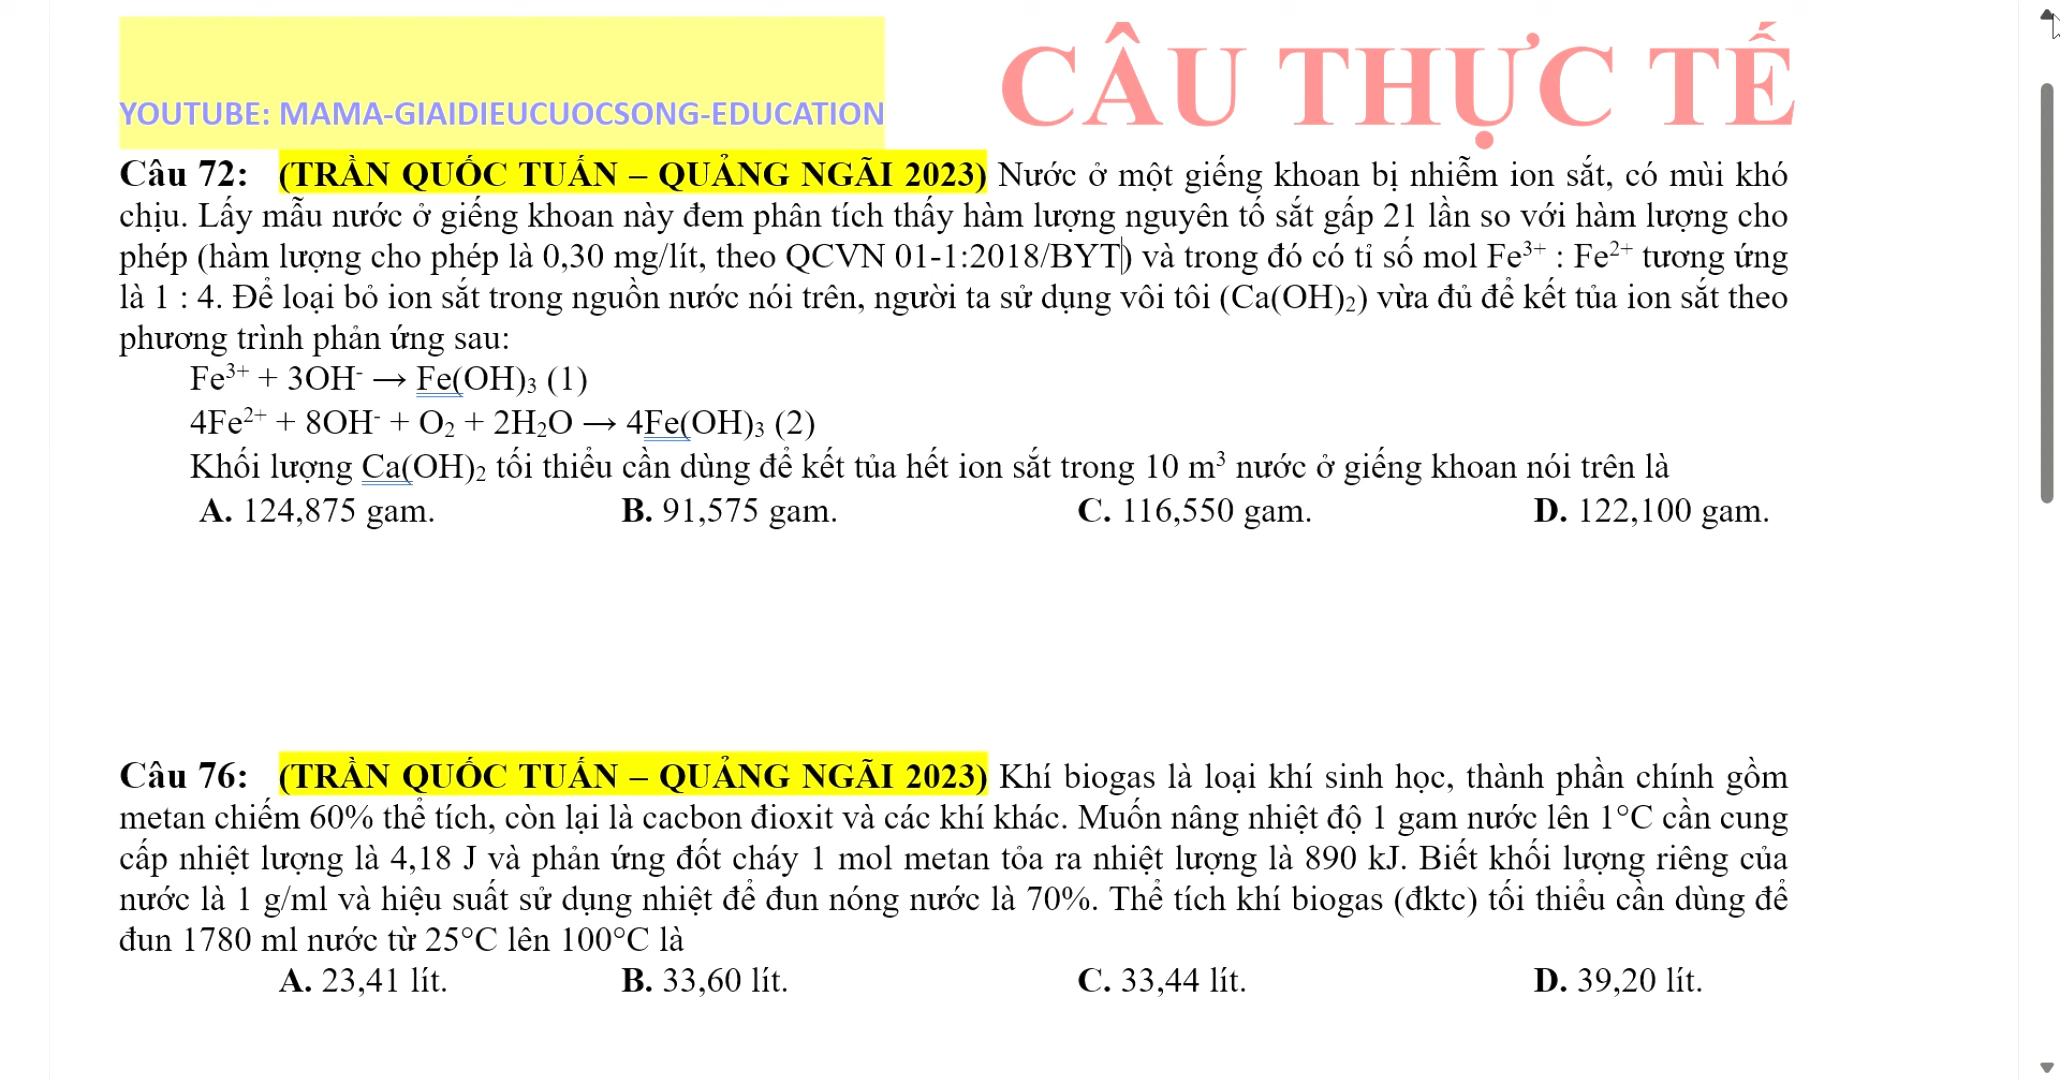 CÂU THỰC TẾ
YOUTUBE: MAMA-GIAIDIEUCUOCSONG-EDUCATION
Câu 72: (TRẦN QUỐC TUẤN – QUẢNG NGÃI 2023) Nước ở một giếng khoan bị nhiễm ion sắt, có mùi khó
chịu. Lấy mẫu nước ở giếng khoan này đem phân tích thấy hàm lượng nguyên tố sắt gấp 21 lần so với hàm lượng cho
phép (hàm lượng cho phép là 0,30 mg/lít, theo QCVN 01-1:2018/BYT) và trong đó có tỉ số mol Fe³⁺ : Fe²⁺ tương ứng
là 1 : 4. Để loại bỏ ion sắt trong nguồn nước nói trên, người ta sử dụng vôi tôi (Ca(OH)₂) vừa đủ để kết tủa ion sắt theo
phương trình phản ứng sau:
Fe³⁺ + 3OH⁻ → Fe(OH)₃ (1)
4Fe²⁺ + 8OH⁻ + O₂ + 2H₂O → 4Fe(OH)₃ (2)
Khối lượng Ca(OH)₂ tối thiểu cần dùng để kết tủa hết ion sắt trong 10 m³ nước ở giếng khoan nói trên là
A. 124,875 gam. B. 91,575 gam. C. 116,550 gam. D. 122,100 gam.
Câu 76: (TRẦN QUỐC TUẤN – QUẢNG NGÃI 2023) Khí biogas là loại khí sinh học, thành phần chính gồm
metan chiếm 60% thể tích, còn lại là cacbon đioxit và các khí khác. Muốn nâng nhiệt độ 1 gam nước lên 1°C cần cung
cấp nhiệt lượng là 4,18 J và phản ứng đốt cháy 1 mol metan tỏa ra nhiệt lượng là 890 kJ. Biết khối lượng riêng của
nước là 1 g/ml và hiệu suất sử dụng nhiệt để đun nóng nước là 70%. Thể tích khí biogas (đktc) tối thiểu cần dùng để
đun 1780 ml nước từ 25°C lên 100°C là
A. 23,41 lít. B. 33,60 lít. C. 33,44 lít. D. 39,20 lít.